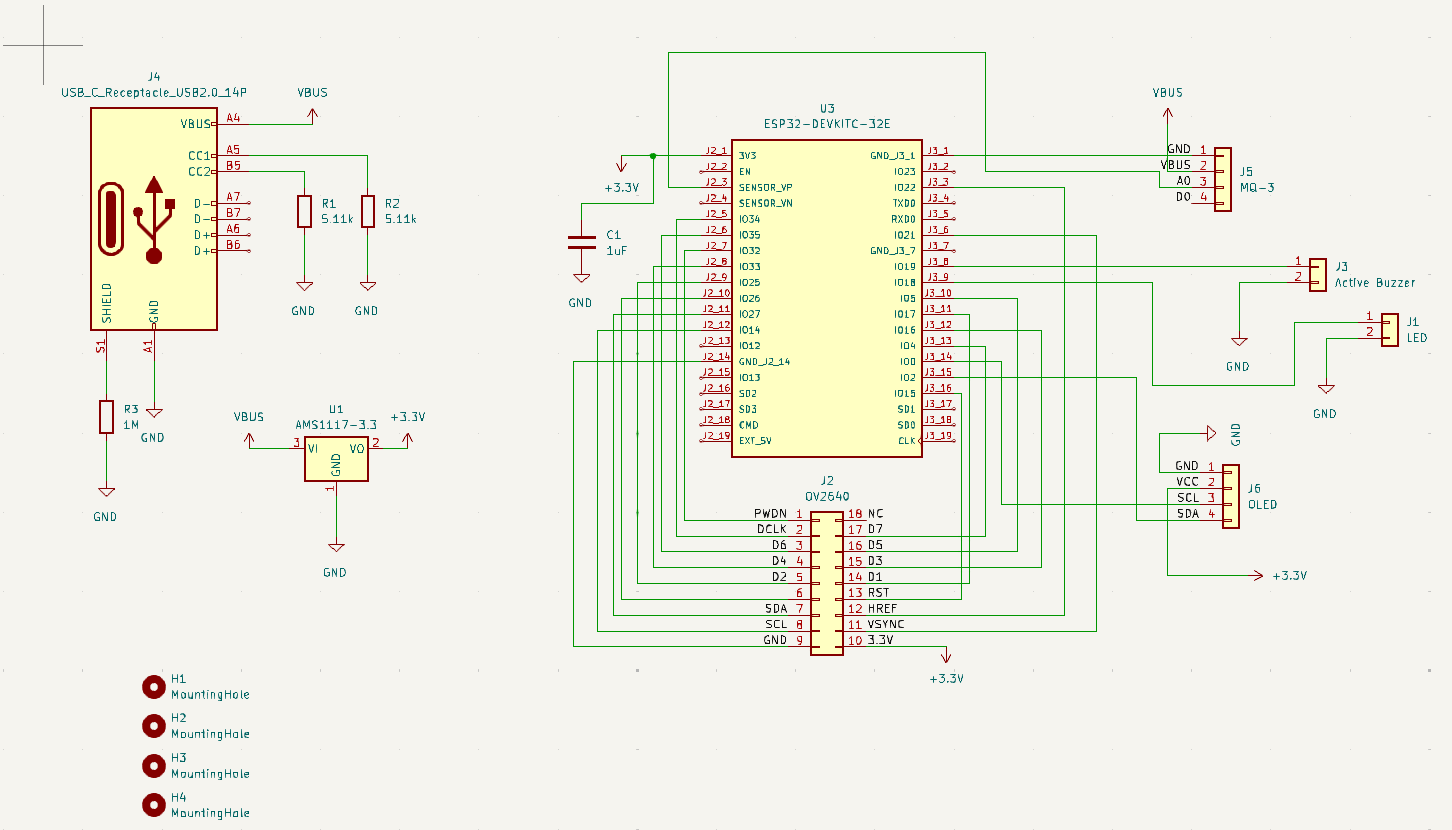 J4
USB_C_Receptacle_USB2.0_14P
VBUS
VBUS A4
CC1 A5
CC2 B5
D- A7
D- B7
D+ A6
D+ B6
SHIELD
GND
S1
A1
R1
5.11k
R2
5.11k
GND
GND
R3
1M
GND
GND
VBUS
U1
AMS1117-3.3
+3.3V
3 VI
VO 2
GND
1
GND
H1
MountingHole
H2
MountingHole
H3
MountingHole
H4
MountingHole
+3.3V
C1
1uF
GND
U3
ESP32-DEVKITC-32E
J2_1 3V3
J2_2 EN
J2_3 SENSOR_VP
J2_4 SENSOR_VN
J2_5 IO34
J2_6 IO35
J2_7 IO32
J2_8 IO33
J2_9 IO25
J2_10 IO26
J2_11 IO27
J2_12 IO14
J2_13 IO12
J2_14 GND_J2_14
J2_15 IO13
J2_16 SD2
J2_17 SD3
J2_18 CMD
J2_19 EXT_5V
GND_J3_1 J3_1
IO23 J3_2
IO22 J3_3
TXD0 J3_4
RXD0 J3_5
IO21 J3_6
GND_J3_7 J3_7
IO19 J3_8
IO18 J3_9
IO5 J3_10
IO17 J3_11
IO16 J3_12
IO4 J3_13
IO0 J3_14
IO2 J3_15
IO15 J3_16
SD1 J3_17
SD0 J3_18
CLK J3_19
J2
OV2640
PWDN 1 18 NC
DCLK 2 17 D7
D6 3 16 D5
D4 4 15 D3
D2 5 14 D1
6 13 RST
SDA 7 12 HREF
SCL 8 11 VSYNC
GND 9 10 3.3V
+3.3V
VBUS
GND 1
VBUS 2
AO 3
DO 4
J5
MQ-3
1
2
J3
Active Buzzer
GND
1
2
J1
LED
GND
GND
GND 1
VCC 2
SCL 3
SDA 4
J6
OLED
+3.3V